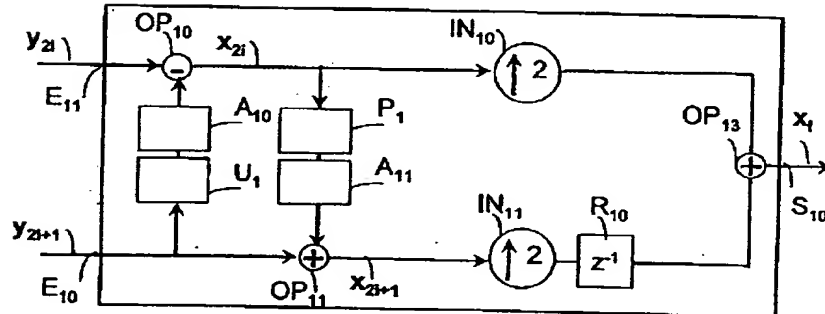 OP10
y2i
x2i
IN10
↑ 2
E11
A10
P1
OP13
xt
U1
A11
S10
y2i+1
IN11
R10
↑ 2
z-1
E10
OP11
x2i+1